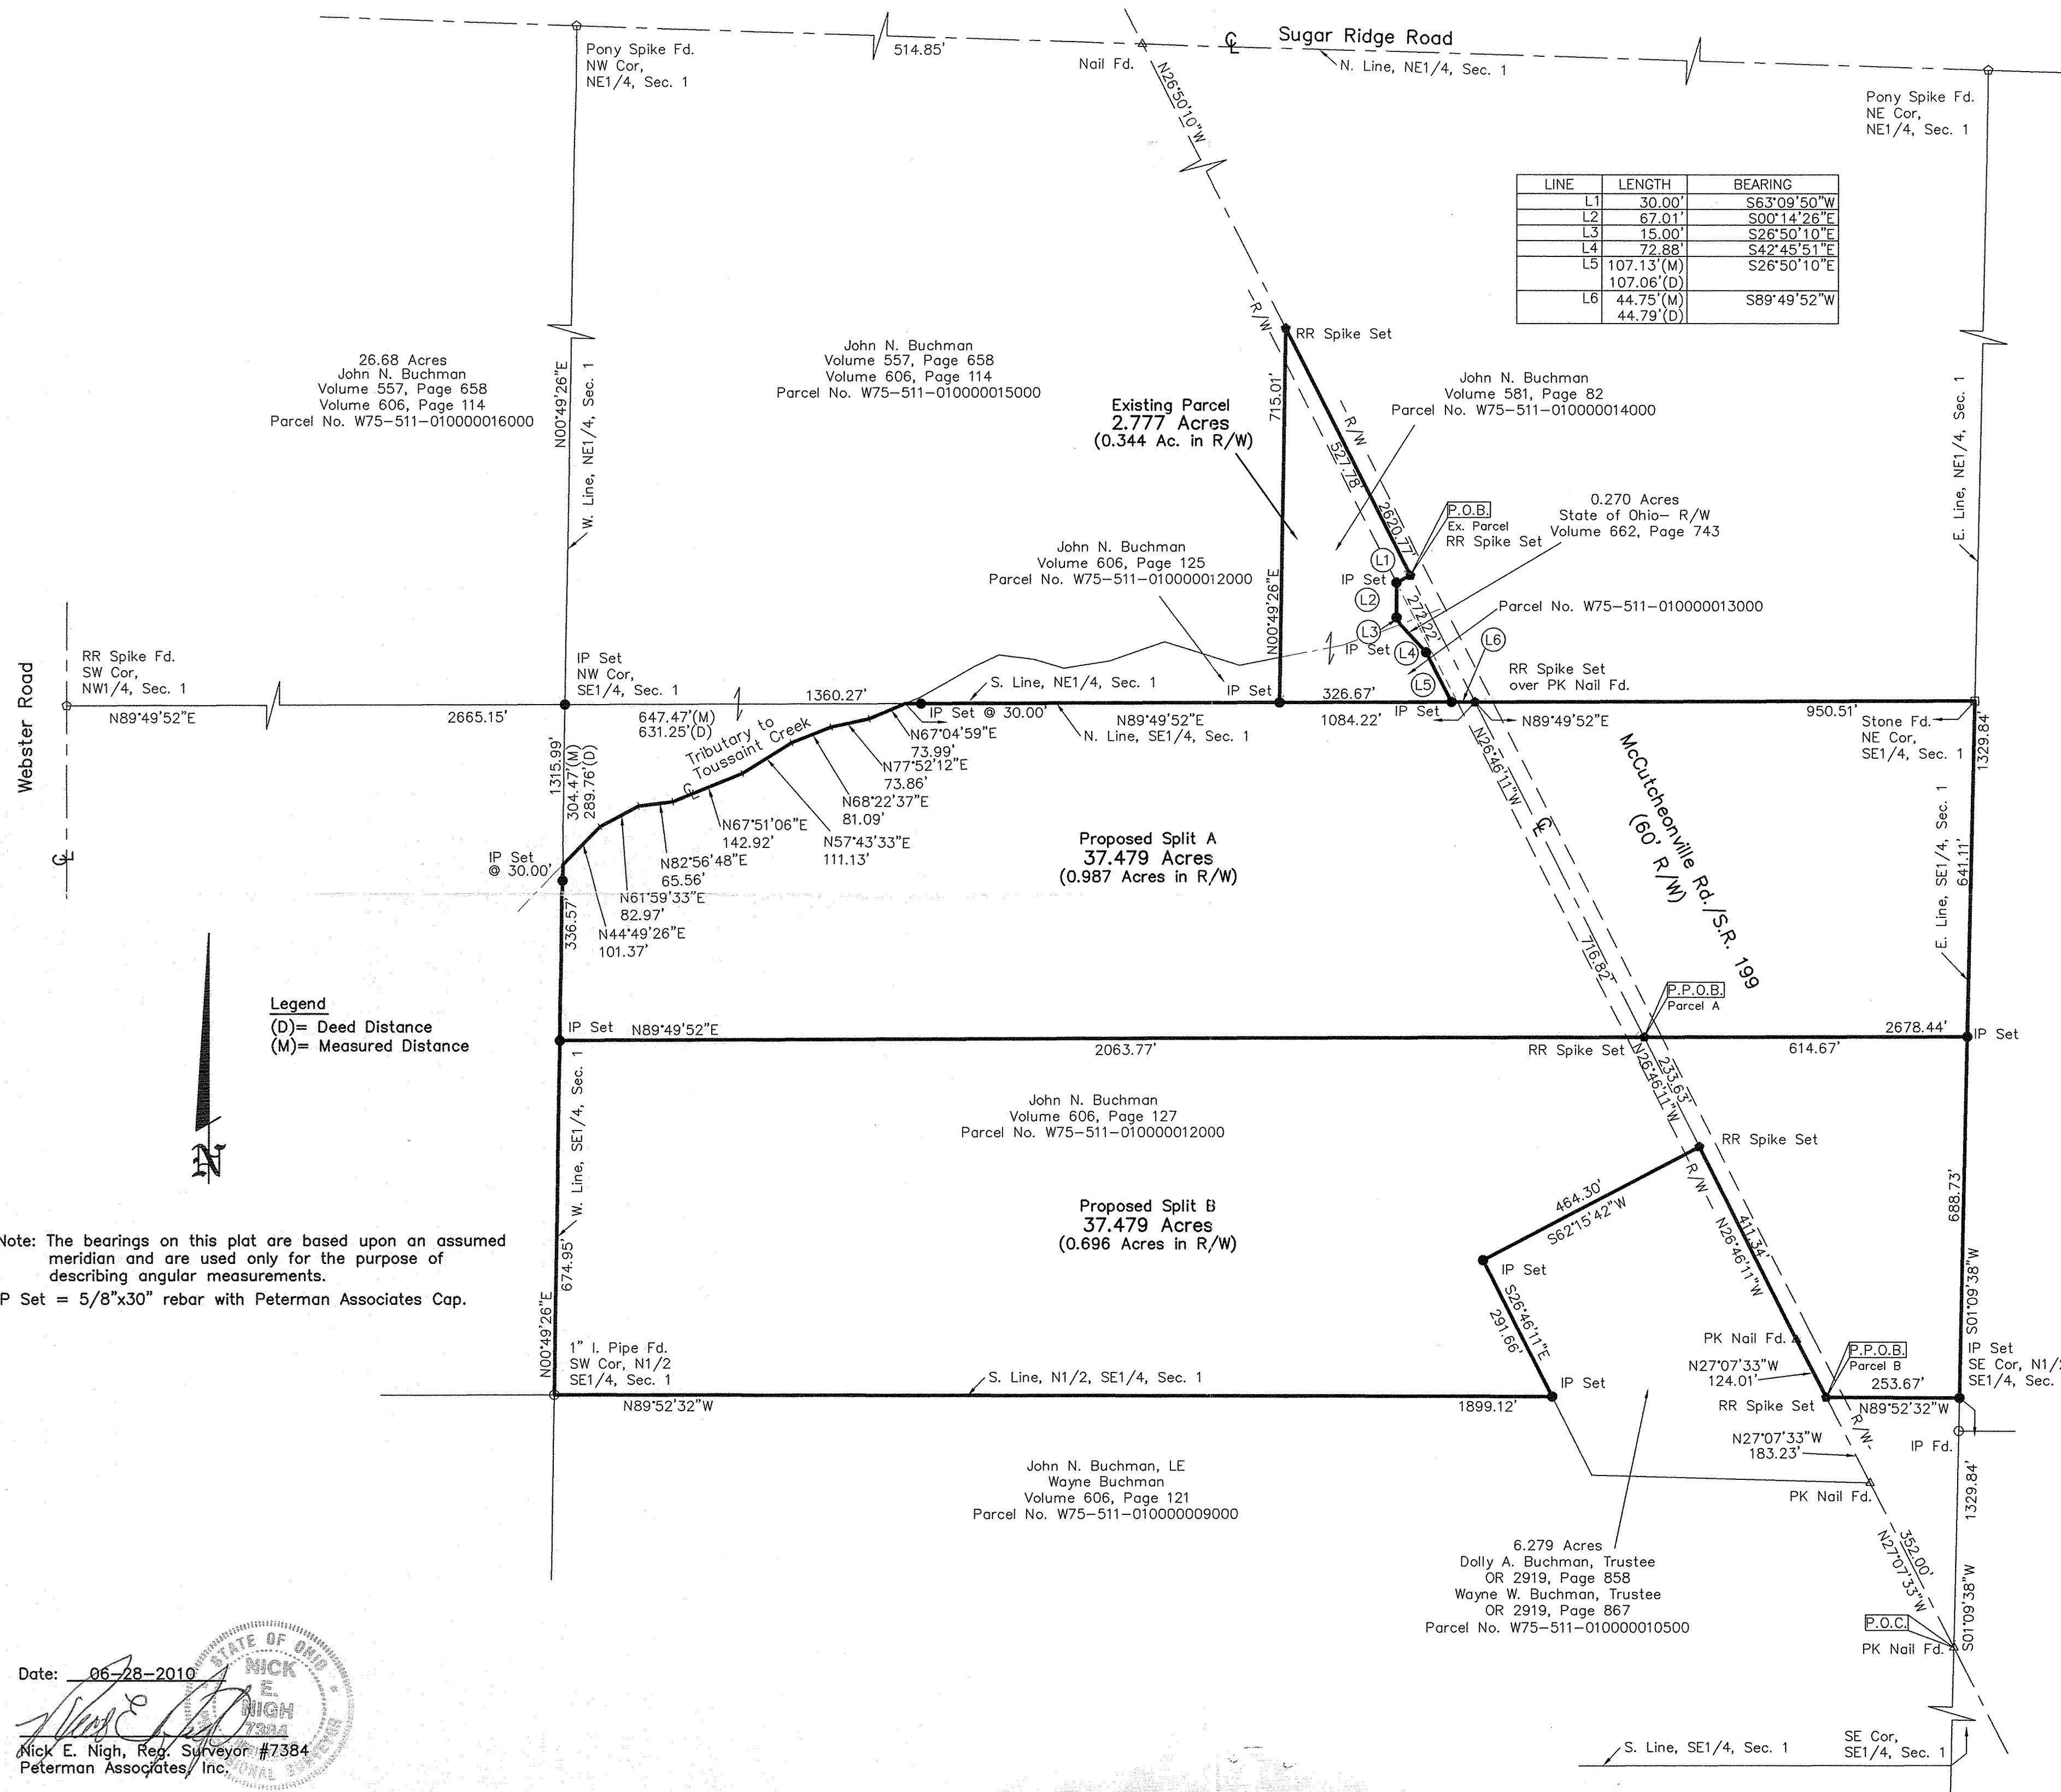 Sugar Ridge Road
℄
514.85'
Nail Fd.
N. Line, NE1/4, Sec. 1
Pony Spike Fd.
NW Cor,
NE1/4, Sec. 1
Pony Spike Fd.
NE Cor,
NE1/4, Sec. 1
N26°50'10"W
LINE LENGTH BEARING
L1 30.00' S63°09'50"W
L2 67.01' S00°14'26"E
L3 15.00' S26°50'10"E
L4 72.88' S42°45'51"E
L5 107.13'(M) S26°50'10"E
107.06'(D)
L6 44.75'(M) S89°49'52"W
44.79'(D)
26.68 Acres
John N. Buchman
Volume 557, Page 658
Volume 606, Page 114
Parcel No. W75-511-010000016000
N00°49'26"E
W. Line, NE1/4, Sec. 1
John N. Buchman
Volume 557, Page 658
Volume 606, Page 114
Parcel No. W75-511-010000015000
R/W
RR Spike Set
Existing Parcel
2.777 Acres
(0.344 Ac. in R/W)
715.01'
N00°49'26"E
John N. Buchman
Volume 581, Page 82
Parcel No. W75-511-010000014000
R/W
527.78'
2620.77'
E. Line, NE1/4, Sec. 1
P.O.B.
Ex. Parcel
RR Spike Set
0.270 Acres
State of Ohio- R/W
Volume 662, Page 743
John N. Buchman
Volume 606, Page 125
Parcel No. W75-511-010000012000
L1
IP Set
L2
272.22'
L3
IP Set
L4
L5
L6
Parcel No. W75-511-010000013000
Webster Road
℄
RR Spike Fd.
SW Cor,
NW1/4, Sec. 1
N89°49'52"E
2665.15'
IP Set
NW Cor,
SE1/4, Sec. 1
1360.27'
647.47'(M)
631.25'(D)
S. Line, NE1/4, Sec. 1
IP Set @ 30.00'
N89°49'52"E
N. Line, SE1/4, Sec. 1
IP Set
326.67'
1084.22'
IP Set
RR Spike Set
over PK Nail Fd.
N89°49'52"E
950.51'
Stone Fd.
NE Cor,
SE1/4, Sec. 1
1329.84'
1315.99'
304.47'(M)
289.76'(D)
Tributary to
Toussaint Creek
℄
N67°04'59"E
73.99'
N77°52'12"E
73.86'
N68°22'37"E
81.09'
N57°43'33"E
111.13'
N67°51'06"E
142.92'
N82°56'48"E
65.56'
N61°59'33"E
82.97'
N44°49'26"E
101.37'
IP Set
@ 30.00'
336.57'
Proposed Split A
37.479 Acres
(0.987 Acres in R/W)
N26°46'11"W
℄
McCutcheonville Rd./S.R. 199
(60' R/W)
716.82'
E. Line, SE1/4, Sec. 1
641.11'
Legend
(D)= Deed Distance
(M)= Measured Distance
N
P.P.O.B.
Parcel A
IP Set
N89°49'52"E
2063.77'
RR Spike Set
614.67'
2678.44'
IP Set
N26°46'11"W
233.63'
W. Line, SE1/4, Sec. 1
John N. Buchman
Volume 606, Page 127
Parcel No. W75-511-010000012000
RR Spike Set
R/W
Proposed Split B
37.479 Acres
(0.696 Acres in R/W)
464.30'
S62°15'42"W
IP Set
411.34'
N26°46'11"W
688.73'
S01°09'38"W
Note: The bearings on this plat are based upon an assumed
meridian and are used only for the purpose of
describing angular measurements.
P Set = 5/8"x30" rebar with Peterman Associates Cap.
674.95'
N00°49'26"E
S26°46'11"E
291.66'
1" I. Pipe Fd.
SW Cor, N1/2
SE1/4, Sec. 1
S. Line, N1/2, SE1/4, Sec. 1
N89°52'32"W
1899.12'
IP Set
PK Nail Fd.
N27°07'33"W
124.01'
P.P.O.B.
Parcel B
253.67'
N89°52'32"W
RR Spike Set
R/W
IP Set
SE Cor, N1/2
SE1/4, Sec. 1
IP Fd.
N27°07'33"W
183.23'
PK Nail Fd.
1329.84'
S01°09'38"W
John N. Buchman, LE
Wayne Buchman
Volume 606, Page 121
Parcel No. W75-511-010000009000
6.279 Acres
Dolly A. Buchman, Trustee
OR 2919, Page 858
Wayne W. Buchman, Trustee
OR 2919, Page 867
Parcel No. W75-511-010000010500
352.00'
N27°07'33"W
P.O.C.
PK Nail Fd.
S. Line, SE1/4, Sec. 1
SE Cor,
SE1/4, Sec. 1
Date: 06-28-2010
STATE OF OHIO
NICK
E.
NIGH
7384
SURVEYOR
Nick E. Nigh, Reg. Surveyor #7384
Peterman Associates, Inc.